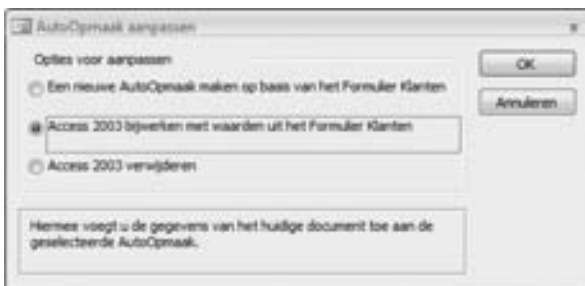 AutoOpmaak aanpassen
Opties voor aanpassen
Een nieuwe AutoOpmaak maken op basis van het Formulier Klanten
Access 2003 bijwerken met waarden uit het Formulier Klanten
Access 2003 verwijderen
OK
Annuleren
Hiermee voegt u de gegevens van het huidige document toe aan de
geselecteerde AutoOpmaak.